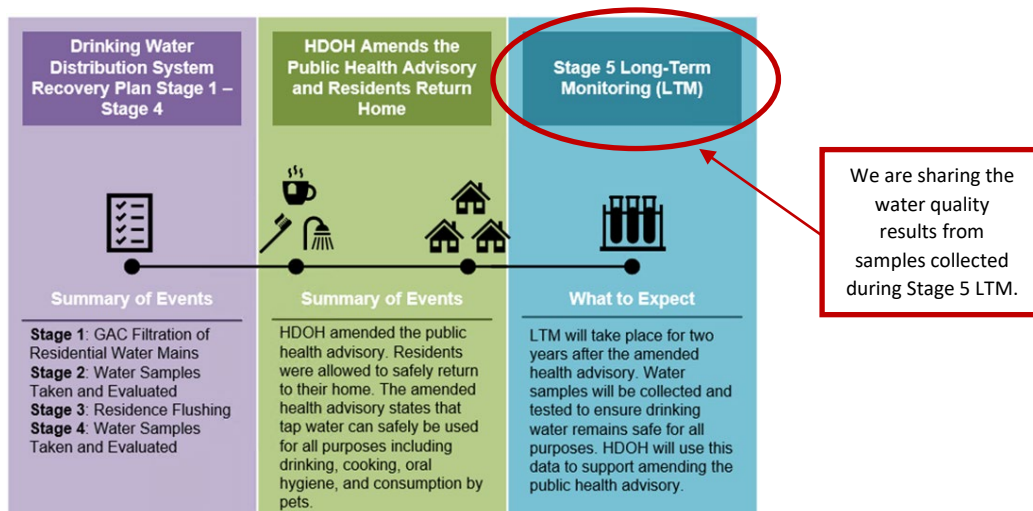 Drinking Water
Distribution System
Recovery Plan Stage 1 –
Stage 4
Summary of Events
Stage 1: GAC Filtration of
Residential Water Mains
Stage 2: Water Samples
Taken and Evaluated
Stage 3: Residence Flushing
Stage 4: Water Samples
Taken and Evaluated
HDOH Amends the
Public Health Advisory
and Residents Return
Home
Summary of Events
HDOH amended the public
health advisory. Residents
were allowed to safely return
to their home. The amended
health advisory states that
tap water can safely be used
for all purposes including
drinking, cooking, oral
hygiene, and consumption by
pets.
Stage 5 Long-Term
Monitoring (LTM)
What to Expect
LTM will take place for two
years after the amended
health advisory. Water
samples will be collected and
tested to ensure drinking
water remains safe for all
purposes. HDOH will use this
data to support amending the
public health advisory.
We are sharing the
water quality
results from
samples collected
during Stage 5 LTM.